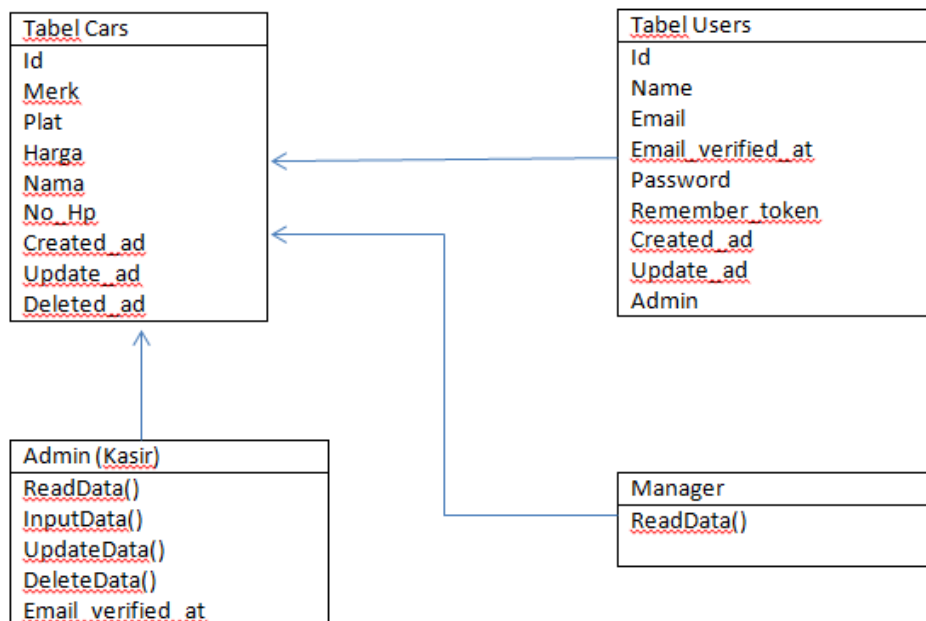 Tabel Cars
Id
Merk
Plat
Harga
Nama
No_Hp
Created_ad
Update_ad
Deleted_ad
Tabel Users
Id
Name
Email
Email_verified_at
Password
Remember_token
Created_ad
Update_ad
Admin
Admin (Kasir)
ReadData()
InputData()
UpdateData()
DeleteData()
Email_verified_at
Manager
ReadData()